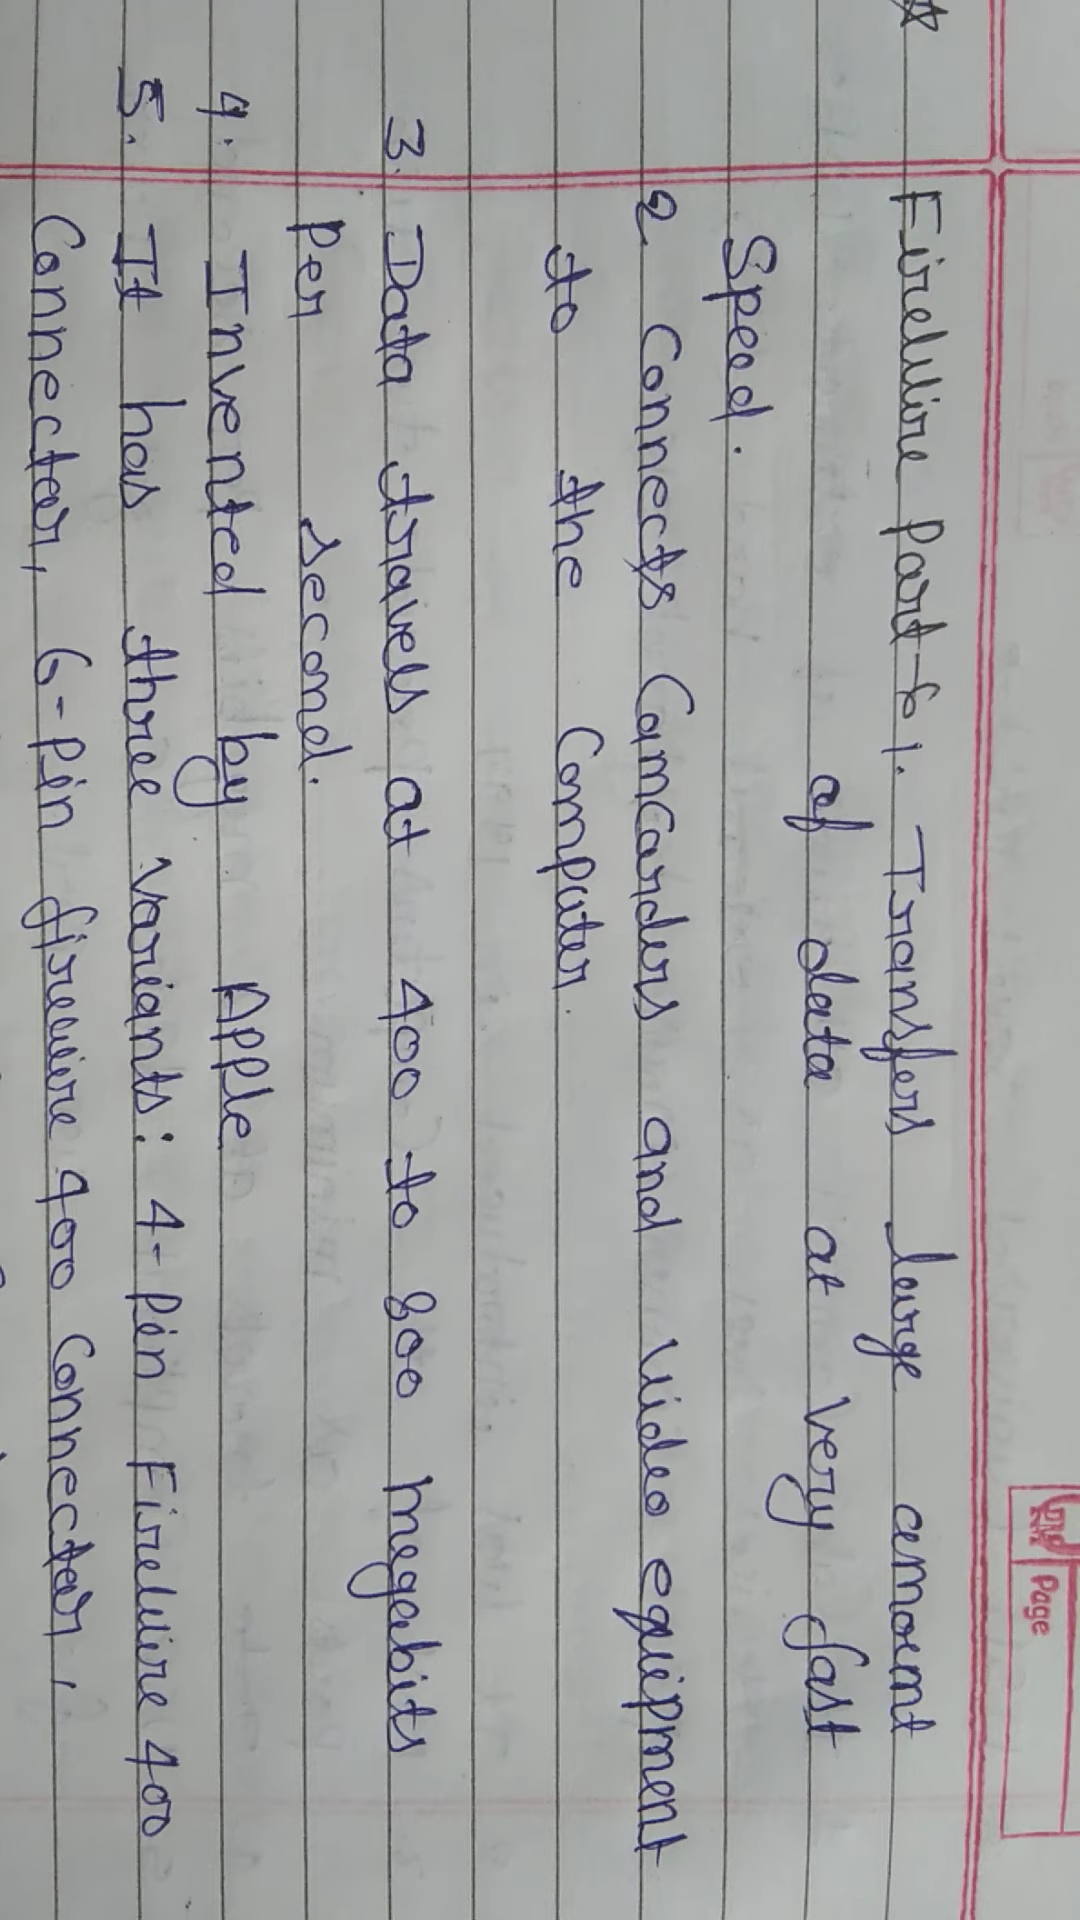 Page
☆ Firewire part-→ 1. Transfers large amount
of data at very fast
Speed.
2. Connects Camcorders and video equipment
to the Computer.
3. Data travels at 400 to 800 megabits
Per second.
4. Invented by Apple
5. It has three variants: 4-Pin Firewire 400
Connector, 6-Pin firewire 400 Connector,